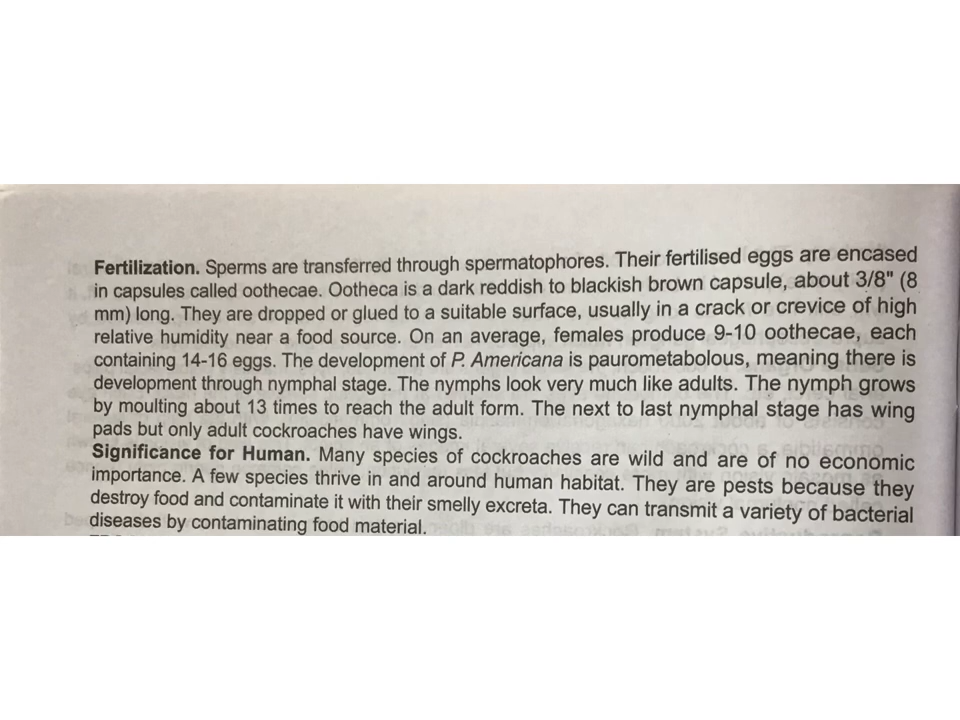 Fertilization. Sperms are transferred through spermatophores. Their fertilised eggs are encased
in capsules called oothecae. Ootheca is a dark reddish to blackish brown capsule, about 3/8" (8
mm) long. They are dropped or glued to a suitable surface, usually in a crack or crevice of high
relative humidity near a food source. On an average, females produce 9-10 oothecae, each
containing 14-16 eggs. The development of P. Americana is paurometabolous, meaning there is
development through nymphal stage. The nymphs look very much like adults. The nymph grows
by moulting about 13 times to reach the adult form. The next to last nymphal stage has wing
pads but only adult cockroaches have wings.
Significance for Human. Many species of cockroaches are wild and are of no economic
importance. A few species thrive in and around human habitat. They are pests because they
destroy food and contaminate it with their smelly excreta. They can transmit a variety of bacterial
diseases by contaminating food material.